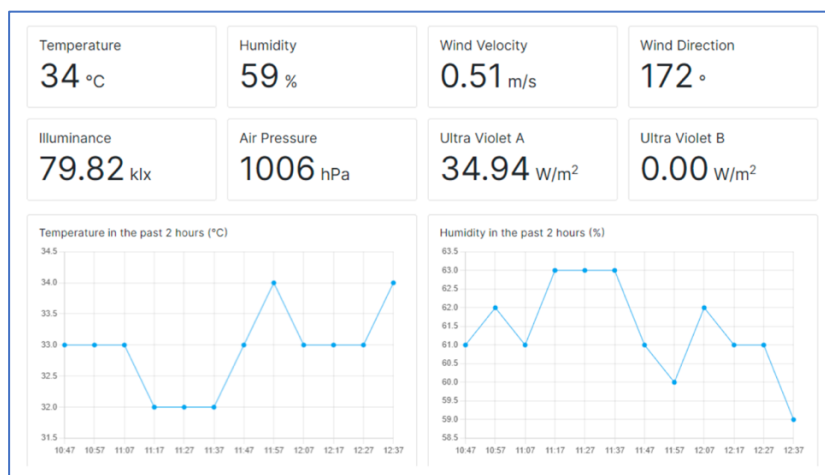 Temperature
34 °C
Humidity
59 %
Wind Velocity
0.51 m/s
Wind Direction
172 °
Illuminance
79.82 klx
Air Pressure
1006 hPa
Ultra Violet A
34.94 W/m²
Ultra Violet B
0.00 W/m²
Temperature in the past 2 hours (°C)
34.5
34.0
33.5
33.0
32.5
32.0
31.5
10:47 10:57 11:07 11:17 11:27 11:37 11:47 11:57 12:07 12:17 12:27 12:37
Humidity in the past 2 hours (%)
63.5
63.0
62.5
62.0
61.5
61.0
60.5
60.0
59.5
59.0
58.5
10:47 10:57 11:07 11:17 11:27 11:37 11:47 11:57 12:07 12:17 12:27 12:37